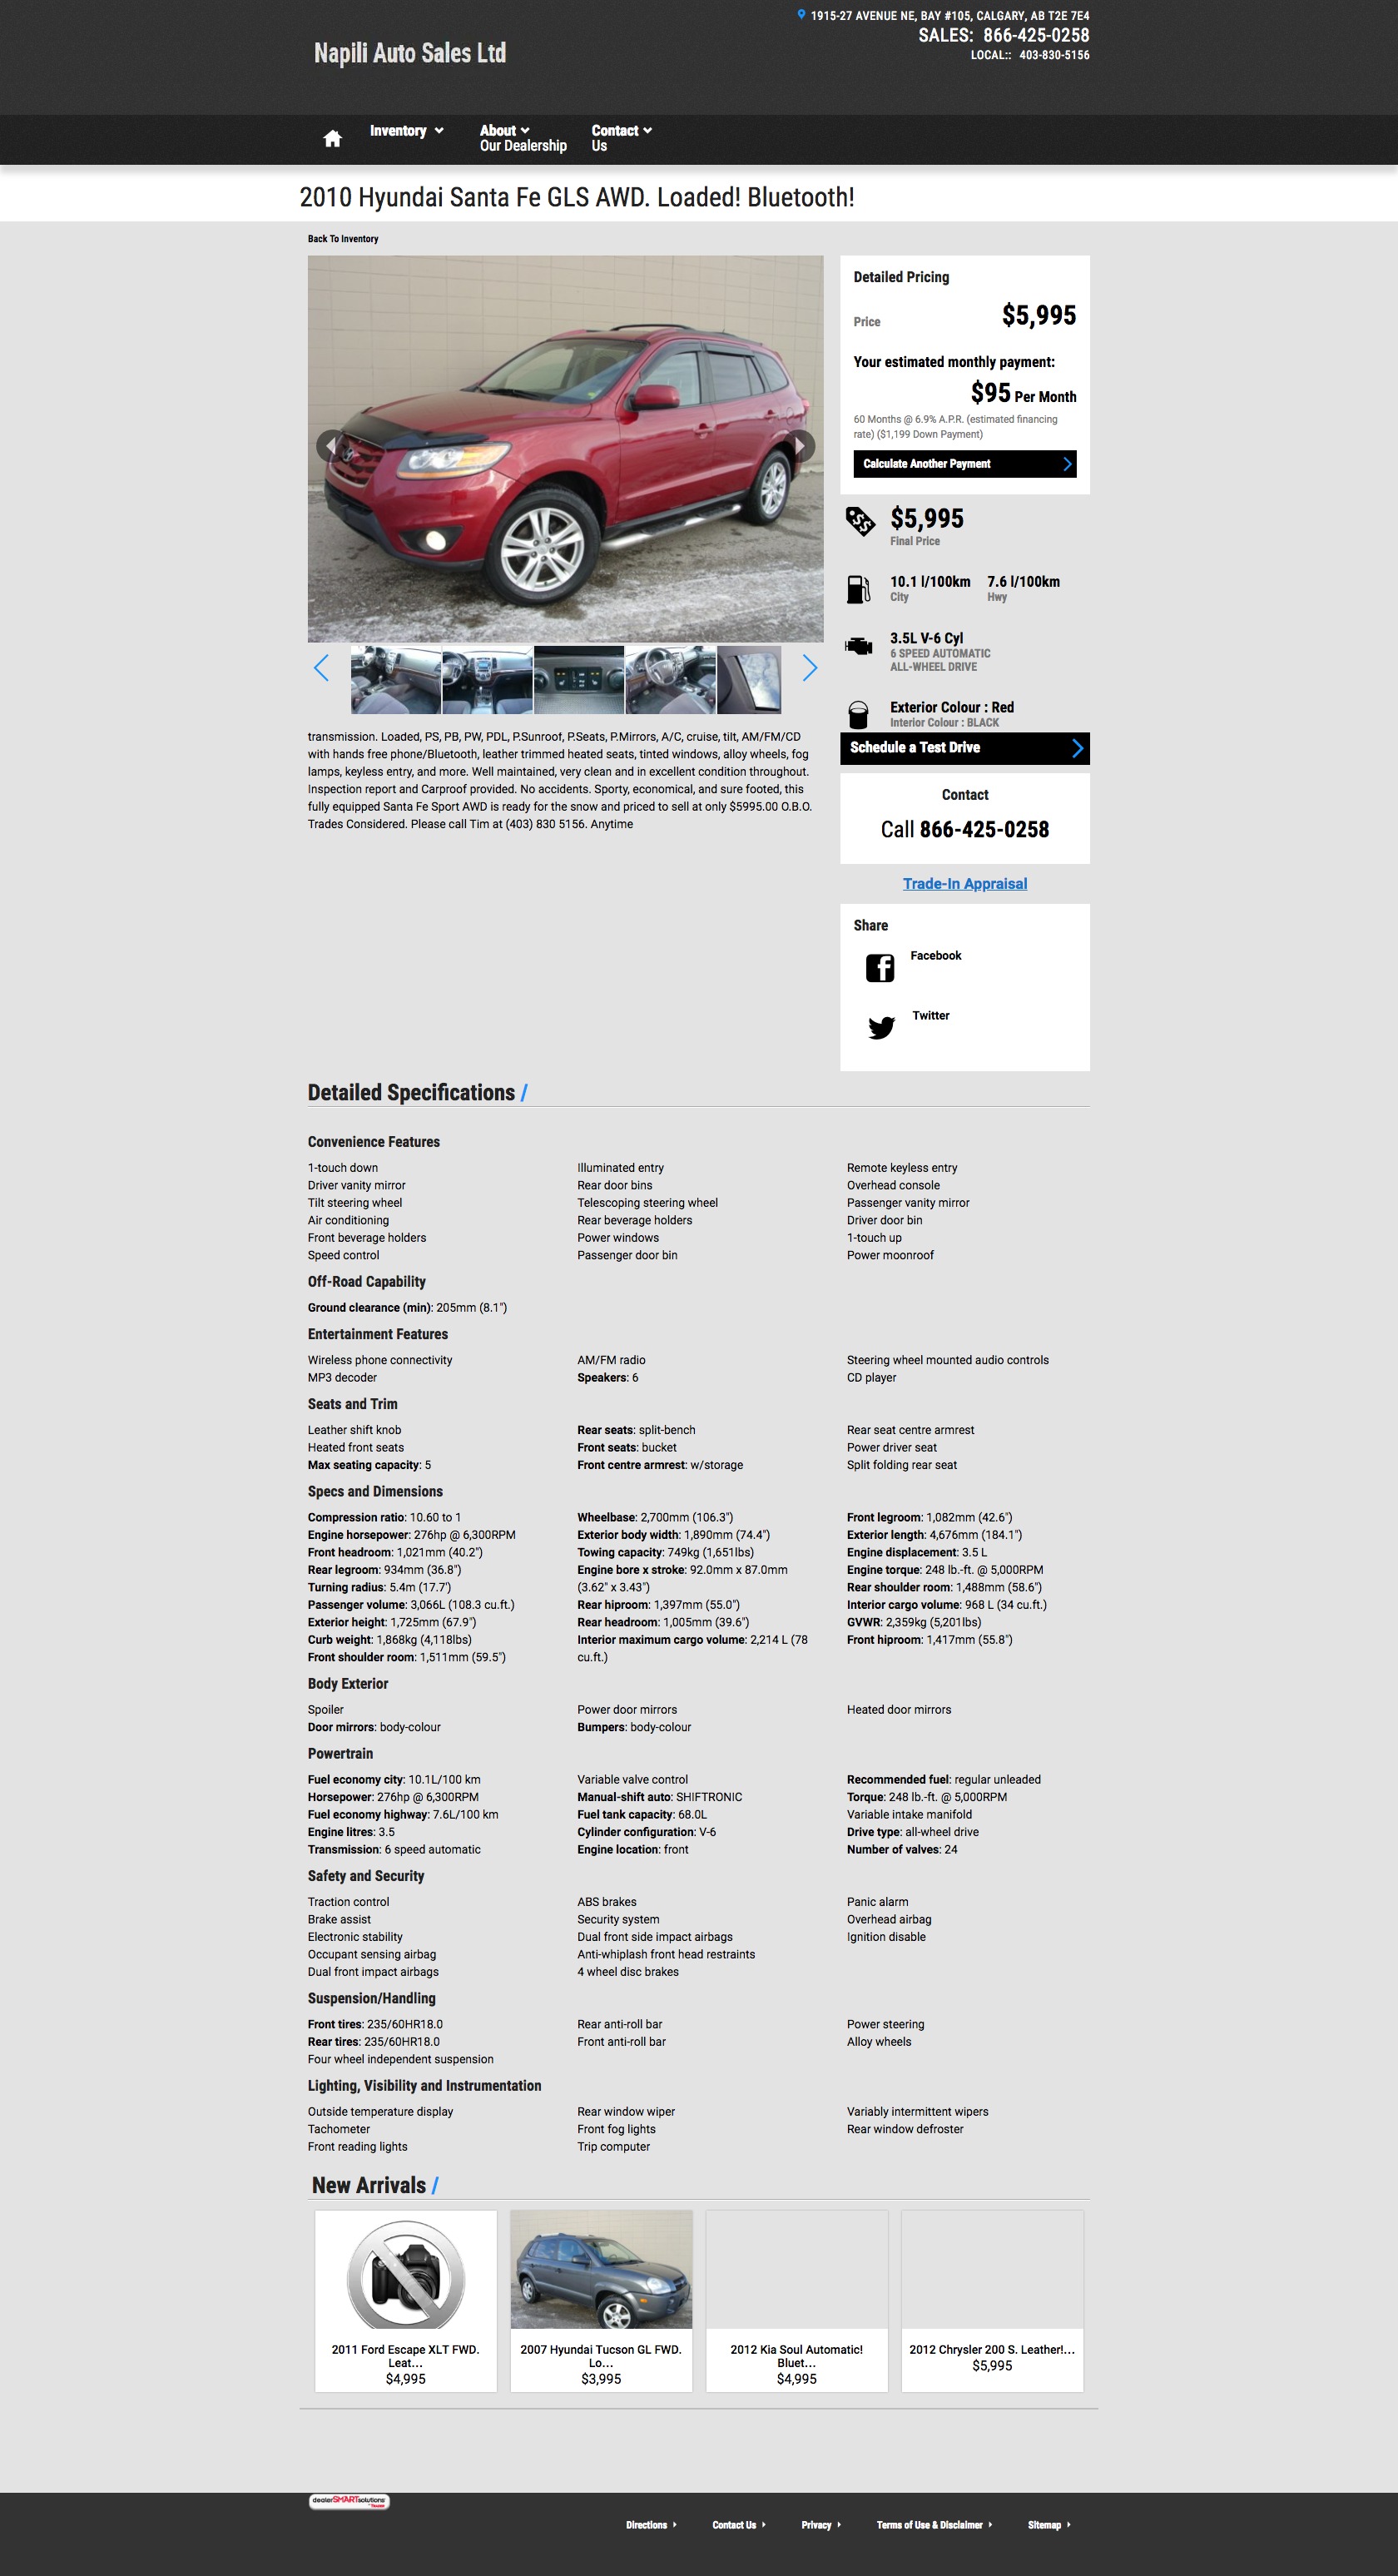 1915-27 AVENUE NE, BAY #105, CALGARY, AB T2E 7E4
Napili Auto Sales Ltd
SALES: 866-425-0258
LOCAL:: 403-830-5156
Inventory
About
Our Dealership
Contact
Us
2010 Hyundai Santa Fe GLS AWD. Loaded! Bluetooth!
Back To Inventory
Detailed Pricing
Price
$5,995
Your estimated monthly payment:
$95 Per Month
60 Months @ 6.9% A.P.R. (estimated financing
rate) ($1,199 Down Payment)
Calculate Another Payment
$5,995
Final Price
10.1 l/100km 7.6 l/100km
City Hwy
3.5L V-6 Cyl
6 SPEED AUTOMATIC
ALL-WHEEL DRIVE
Exterior Colour : Red
Interior Colour : BLACK
Schedule a Test Drive
transmission. Loaded, PS, PB, PW, PDL, P.Sunroof, P.Seats, P.Mirrors, A/C, cruise, tilt, AM/FM/CD
with hands free phone/Bluetooth, leather trimmed heated seats, tinted windows, alloy wheels, fog
lamps, keyless entry, and more. Well maintained, very clean and in excellent condition throughout.
Inspection report and Carproof provided. No accidents. Sporty, economical, and sure footed, this
fully equipped Santa Fe Sport AWD is ready for the snow and priced to sell at only $5995.00 O.B.O.
Trades Considered. Please call Tim at (403) 830 5156. Anytime
Contact
Call 866-425-0258
Trade-In Appraisal
Share
Facebook
Twitter
Detailed Specifications /
Convenience Features
1-touch down Illuminated entry Remote keyless entry
Driver vanity mirror Rear door bins Overhead console
Tilt steering wheel Telescoping steering wheel Passenger vanity mirror
Air conditioning Rear beverage holders Driver door bin
Front beverage holders Power windows 1-touch up
Speed control Passenger door bin Power moonroof
Off-Road Capability
Ground clearance (min): 205mm (8.1")
Entertainment Features
Wireless phone connectivity AM/FM radio Steering wheel mounted audio controls
MP3 decoder Speakers: 6 CD player
Seats and Trim
Leather shift knob Rear seats: split-bench Rear seat centre armrest
Heated front seats Front seats: bucket Power driver seat
Max seating capacity: 5 Front centre armrest: w/storage Split folding rear seat
Specs and Dimensions
Compression ratio: 10.60 to 1 Wheelbase: 2,700mm (106.3") Front legroom: 1,082mm (42.6")
Engine horsepower: 276hp @ 6,300RPM Exterior body width: 1,890mm (74.4") Exterior length: 4,676mm (184.1")
Front headroom: 1,021mm (40.2") Towing capacity: 749kg (1,651lbs) Engine displacement: 3.5 L
Rear legroom: 934mm (36.8") Engine bore x stroke: 92.0mm x 87.0mm Engine torque: 248 lb.-ft. @ 5,000RPM
Turning radius: 5.4m (17.7') (3.62" x 3.43") Rear shoulder room: 1,488mm (58.6")
Passenger volume: 3,066L (108.3 cu.ft.) Rear hiproom: 1,397mm (55.0") Interior cargo volume: 968 L (34 cu.ft.)
Exterior height: 1,725mm (67.9") Rear headroom: 1,005mm (39.6") GVWR: 2,359kg (5,201lbs)
Curb weight: 1,868kg (4,118lbs) Interior maximum cargo volume: 2,214 L (78 Front hiproom: 1,417mm (55.8")
Front shoulder room: 1,511mm (59.5") cu.ft.)
Body Exterior
Spoiler Power door mirrors Heated door mirrors
Door mirrors: body-colour Bumpers: body-colour
Powertrain
Fuel economy city: 10.1L/100 km Variable valve control Recommended fuel: regular unleaded
Horsepower: 276hp @ 6,300RPM Manual-shift auto: SHIFTRONIC Torque: 248 lb.-ft. @ 5,000RPM
Fuel economy highway: 7.6L/100 km Fuel tank capacity: 68.0L Variable intake manifold
Engine litres: 3.5 Cylinder configuration: V-6 Drive type: all-wheel drive
Transmission: 6 speed automatic Engine location: front Number of valves: 24
Safety and Security
Traction control ABS brakes Panic alarm
Brake assist Security system Overhead airbag
Electronic stability Dual front side impact airbags Ignition disable
Occupant sensing airbag Anti-whiplash front head restraints
Dual front impact airbags 4 wheel disc brakes
Suspension/Handling
Front tires: 235/60HR18.0 Rear anti-roll bar Power steering
Rear tires: 235/60HR18.0 Front anti-roll bar Alloy wheels
Four wheel independent suspension
Lighting, Visibility and Instrumentation
Outside temperature display Rear window wiper Variably intermittent wipers
Tachometer Front fog lights Rear window defroster
Front reading lights Trip computer
New Arrivals /
2011 Ford Escape XLT FWD.
Leat...
$4,995
2007 Hyundai Tucson GL FWD.
Lo...
$3,995
2012 Kia Soul Automatic!
Bluet...
$4,995
2012 Chrysler 200 S. Leather!...
$5,995
dealerSMARTsolutions
Directions Contact Us Privacy Terms of Use & Disclaimer Sitemap